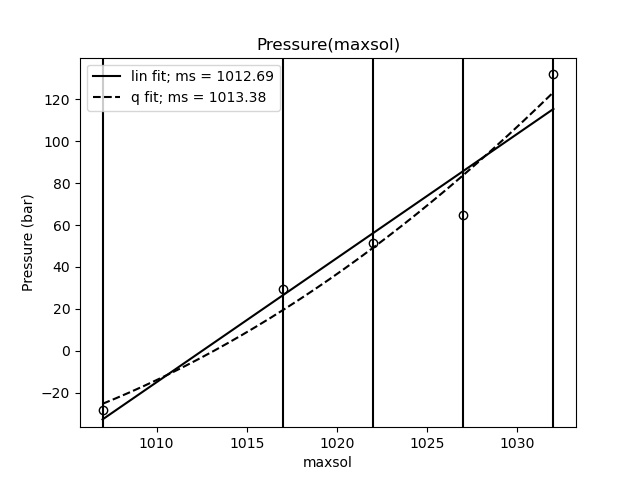 Pressure(maxsol)
lin fit; ms = 1012.69
q fit; ms = 1013.38
Pressure (bar)
120
100
80
60
40
20
0
−20
1010 1015 1020 1025 1030
maxsol